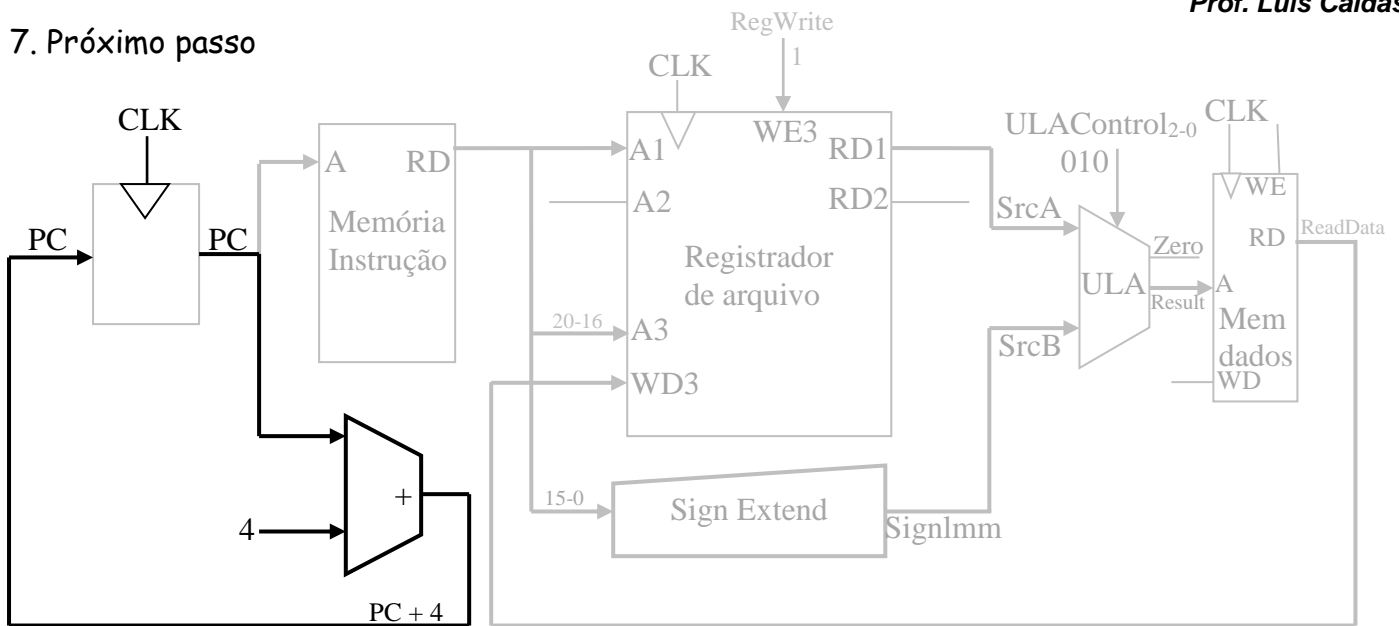 Prof. Luis Caldas
7. Próximo passo
RegWrite
1
CLK
CLK
ULAControl2-0
010
CLK
A
RD
A1
WE3
RD1
WE
A2
RD2
SrcA
Memória
Instrução
PC
PC
Registrador
de arquivo
Zero
RD
ReadData
ULA
Result
A
20-16
A3
SrcB
Mem
dados
WD3
WD
15-0
Sign Extend
SignImm
+
4
PC + 4